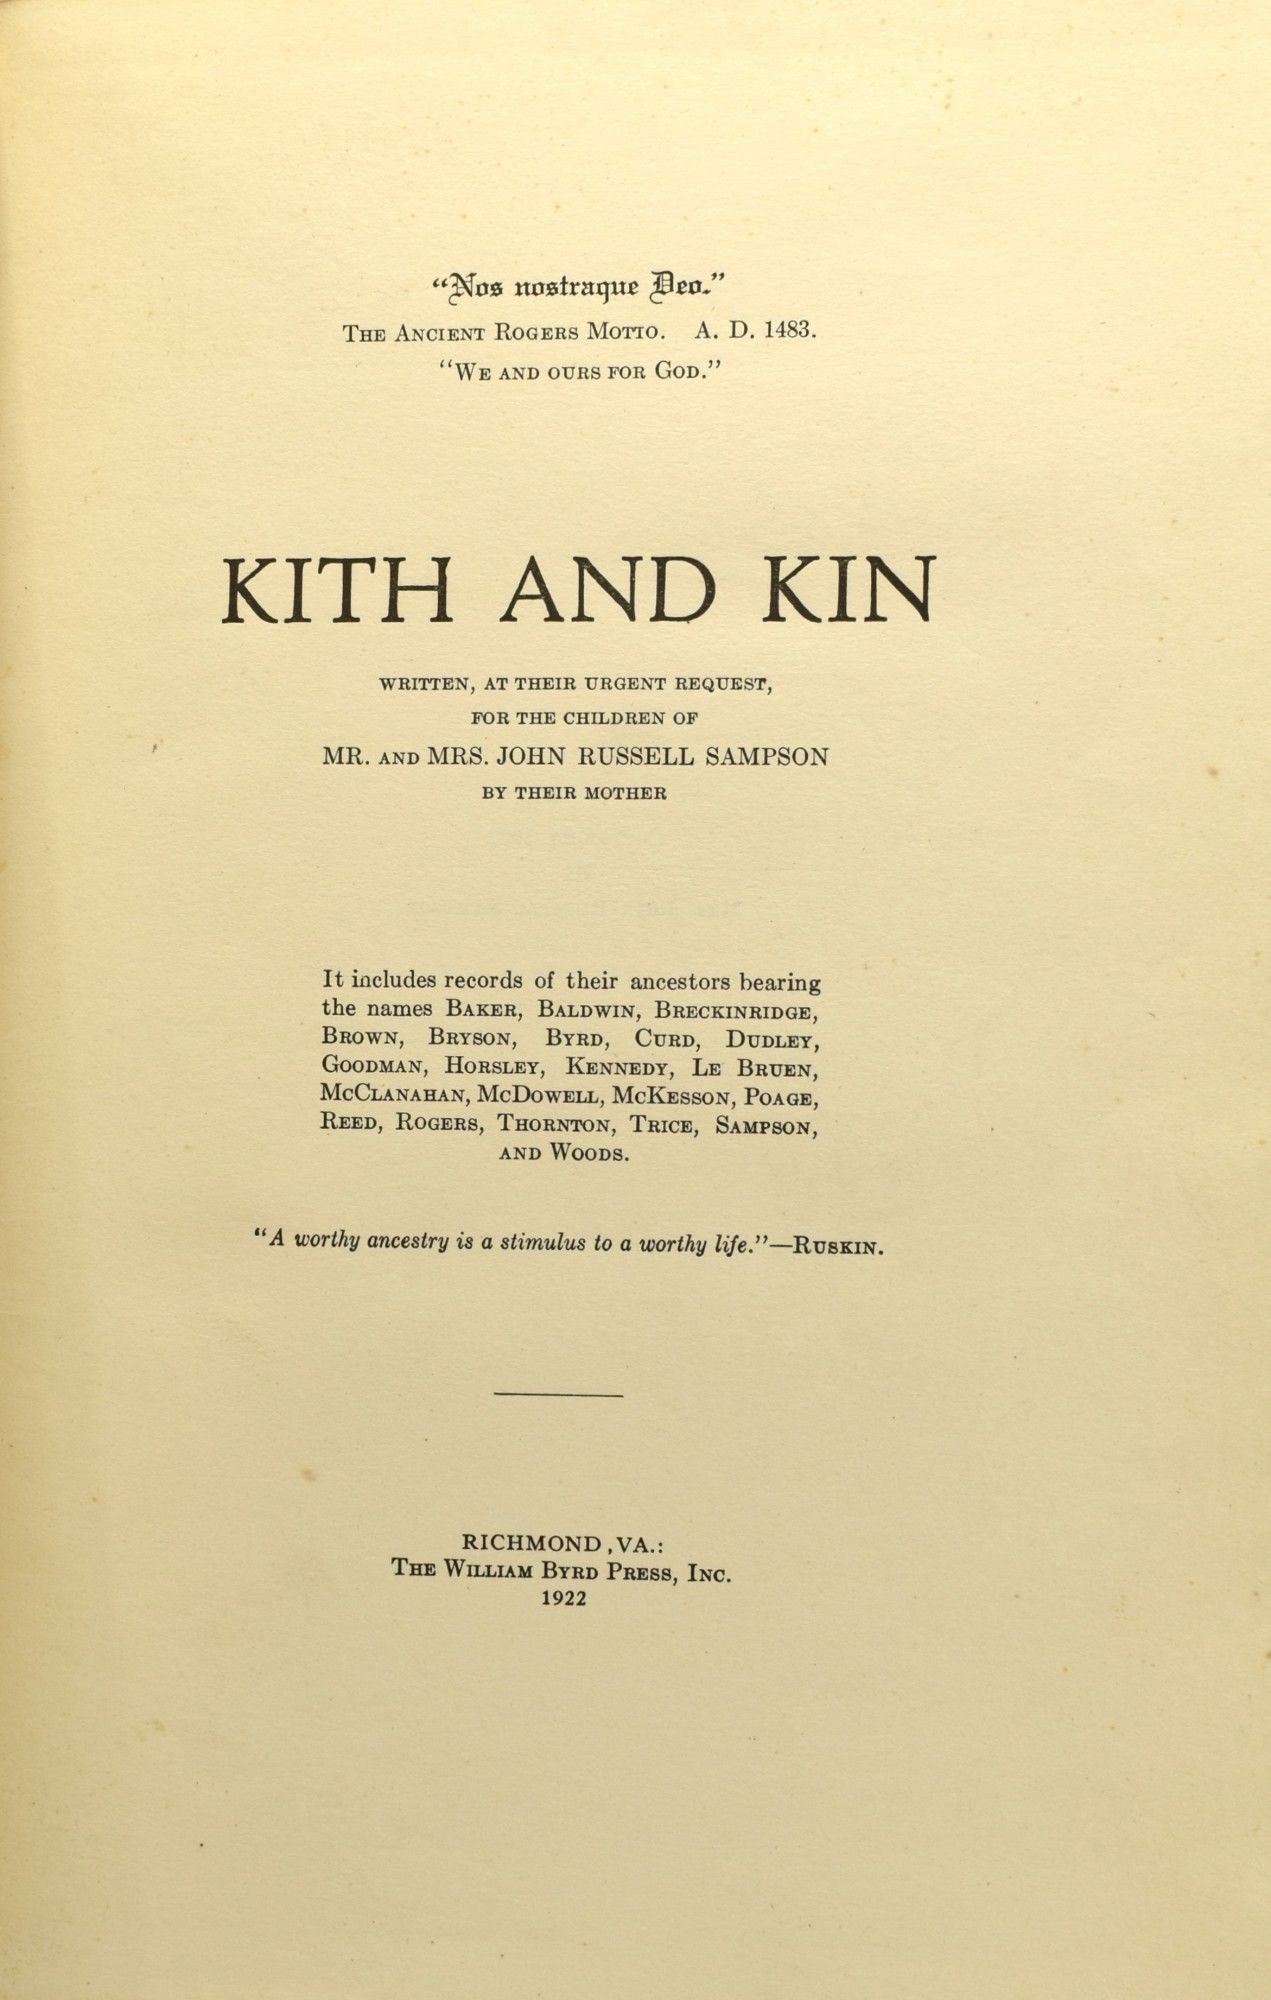 “Nos nostraque Deo.”
The Ancient Rogers Motto. A. D. 1483.
“We and ours for God.”
KITH AND KIN
WRITTEN, AT THEIR URGENT REQUEST,
FOR THE CHILDREN OF
MR. AND MRS. JOHN RUSSELL SAMPSON
BY THEIR MOTHER
It includes records of their ancestors bearing
the names Baker, Baldwin, Breckinridge,
Brown, Bryson, Byrd, Curd, Dudley,
Goodman, Horsley, Kennedy, Le Bruen,
McClanahan, McDowell, McKesson, Poage,
Reed, Rogers, Thornton, Trice, Sampson,
and Woods.
“A worthy ancestry is a stimulus to a worthy life.”—Ruskin.
RICHMOND ,VA.:
The William Byrd Press, Inc.
1922